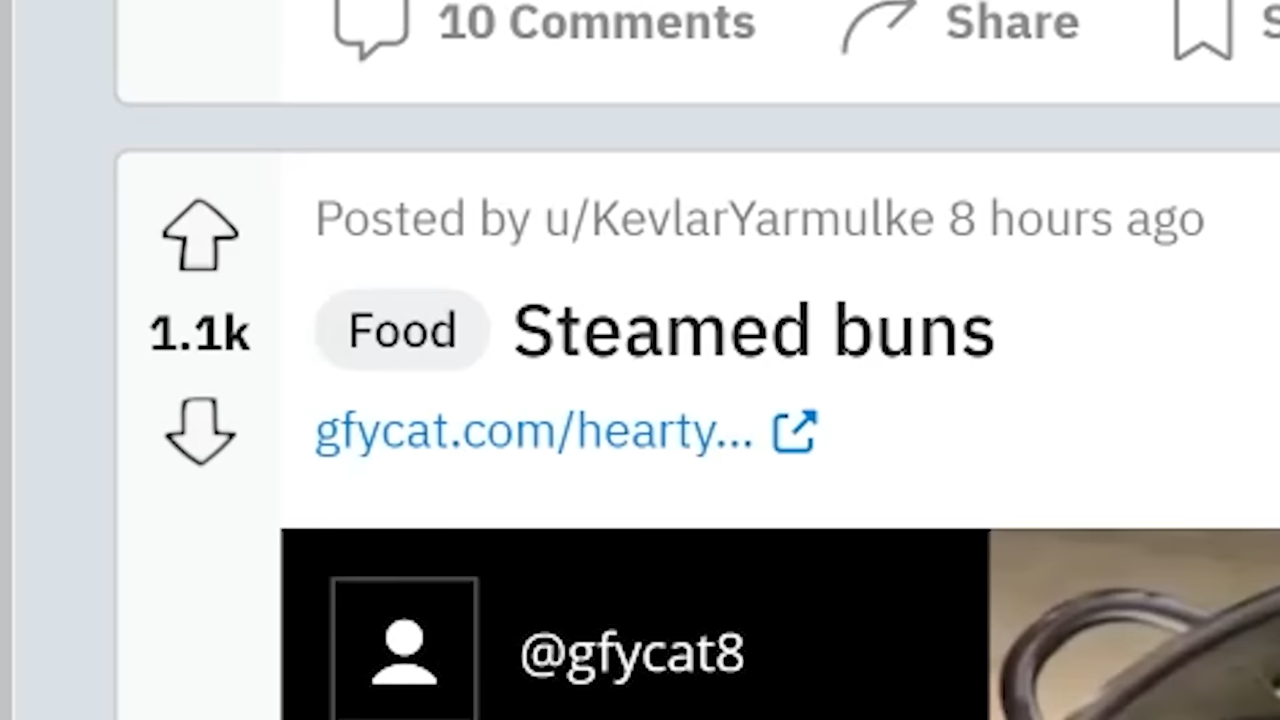 10 Comments Share
Posted by u/KevlarYarmulke 8 hours ago
Food Steamed buns
1.1k
gfycat.com/hearty...
@gfycat8